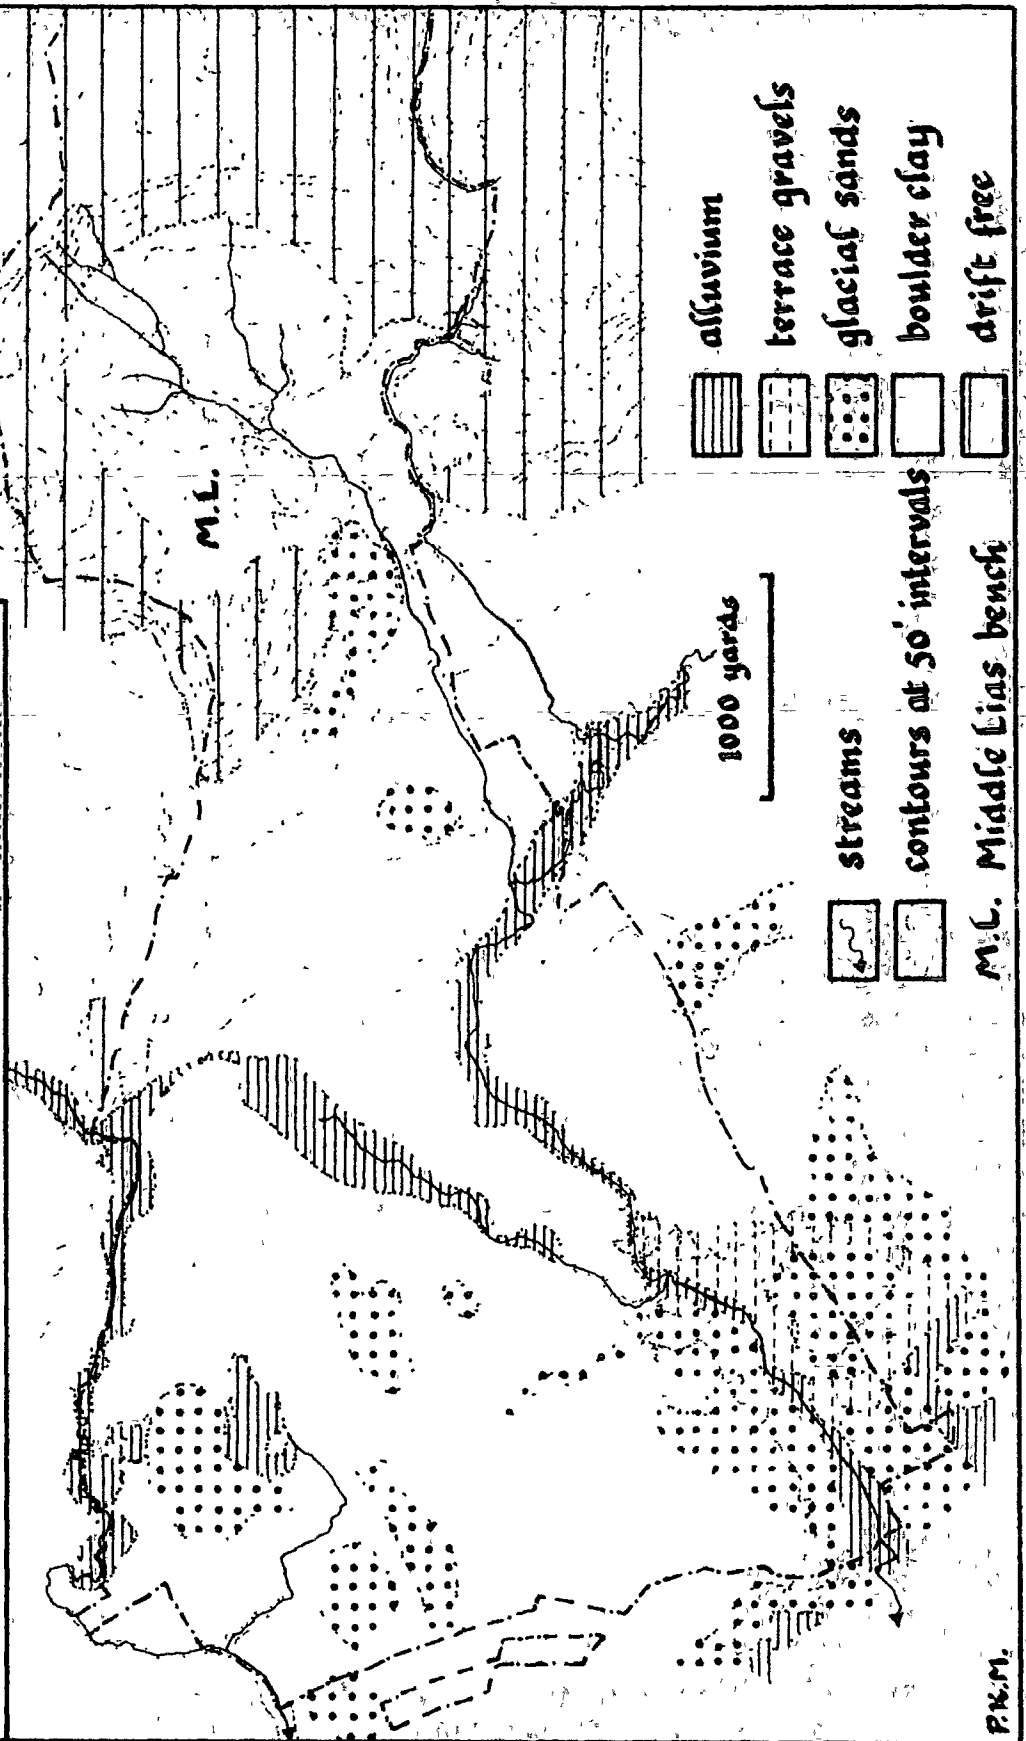 M.L.
alluvium
terrace gravels
glacial sands
boulder clay
drift free
1000 yards
streams
contours at 50' intervals
M.L. Middle Lias bench
P.K.M.